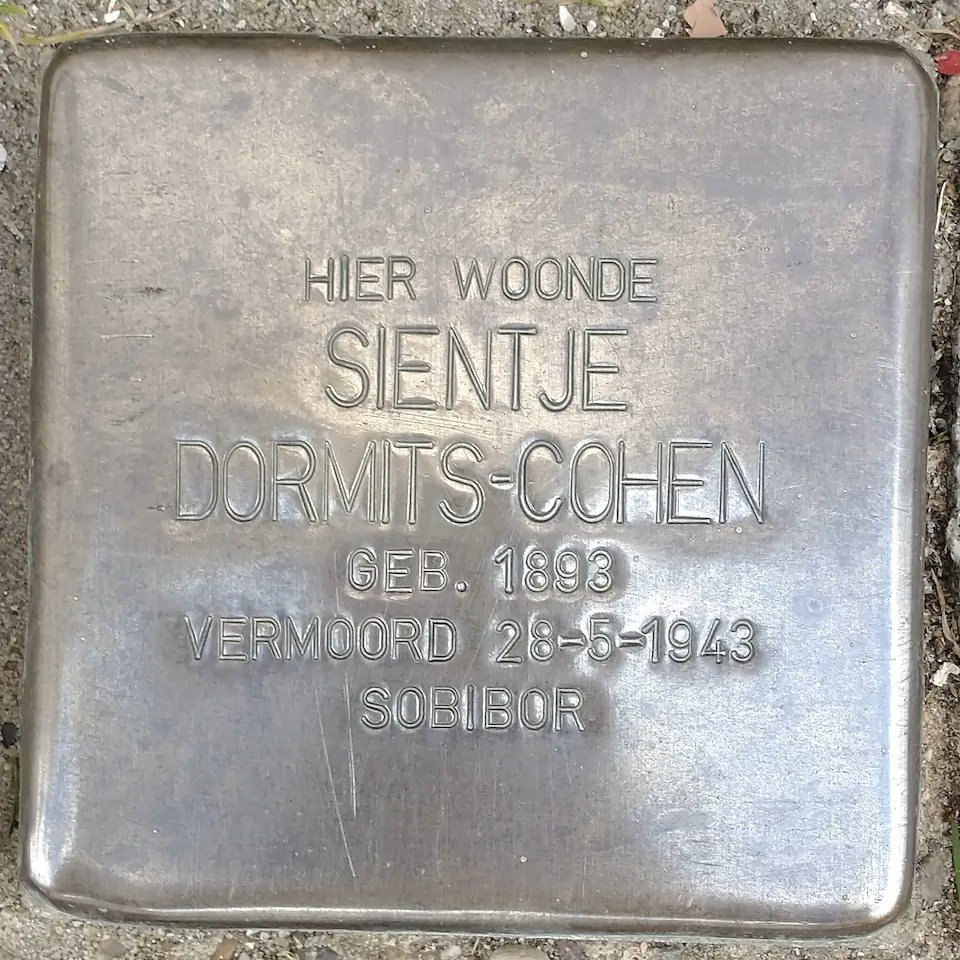 HIER WOONDE
SIENTJE
DORMITS-COHEN
GEB. 1893
VERMOORD 28-5-1943
SOBIBOR